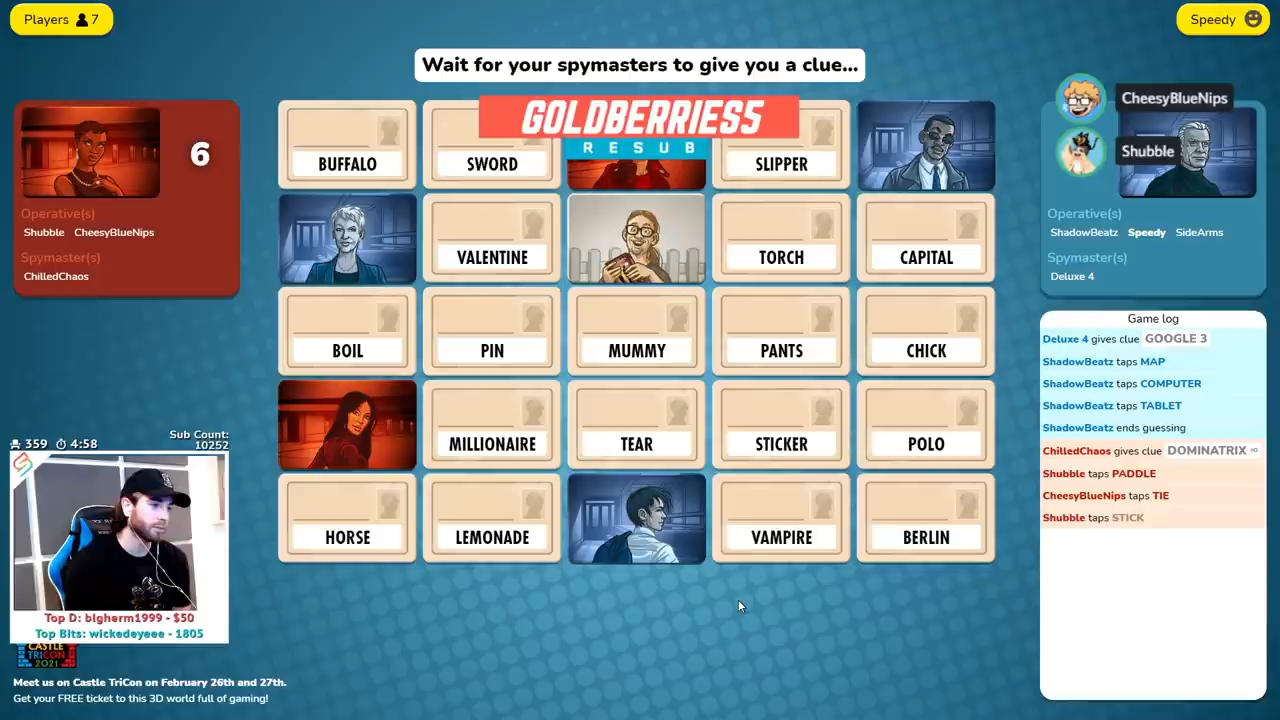 Players 7
Speedy
Wait for your spymasters to give you a clue...
GOLDBERRIES5
RESUB
6
Operative(s)
Shubble CheesyBlueNips
Spymaster(s)
ChilledChaos
BUFFALO
SWORD
SLIPPER
VALENTINE
TORCH
CAPITAL
BOIL
PIN
MUMMY
PANTS
CHICK
MILLIONAIRE
TEAR
STICKER
POLO
HORSE
LEMONADE
VAMPIRE
BERLIN
CheesyBlueNips
Shubble
Operative(s)
ShadowBeatz Speedy SideArms
Spymaster(s)
Deluxe 4
Game log
Deluxe 4 gives clue GOOGLE 3
ShadowBeatz taps MAP
ShadowBeatz taps COMPUTER
ShadowBeatz taps TABLET
ShadowBeatz ends guessing
ChilledChaos gives clue DOMINATRIX ∞
Shubble taps PADDLE
CheesyBlueNips taps TIE
Shubble taps STICK
359 4:58
Sub Count:
10252
Top D: bigherm1999 - $50
Top Bits: wickedyeee - 1805
CASTLE
TRICON
2021
Meet us on Castle TriCon on February 26th and 27th.
Get your FREE ticket to this 3D world full of gaming!